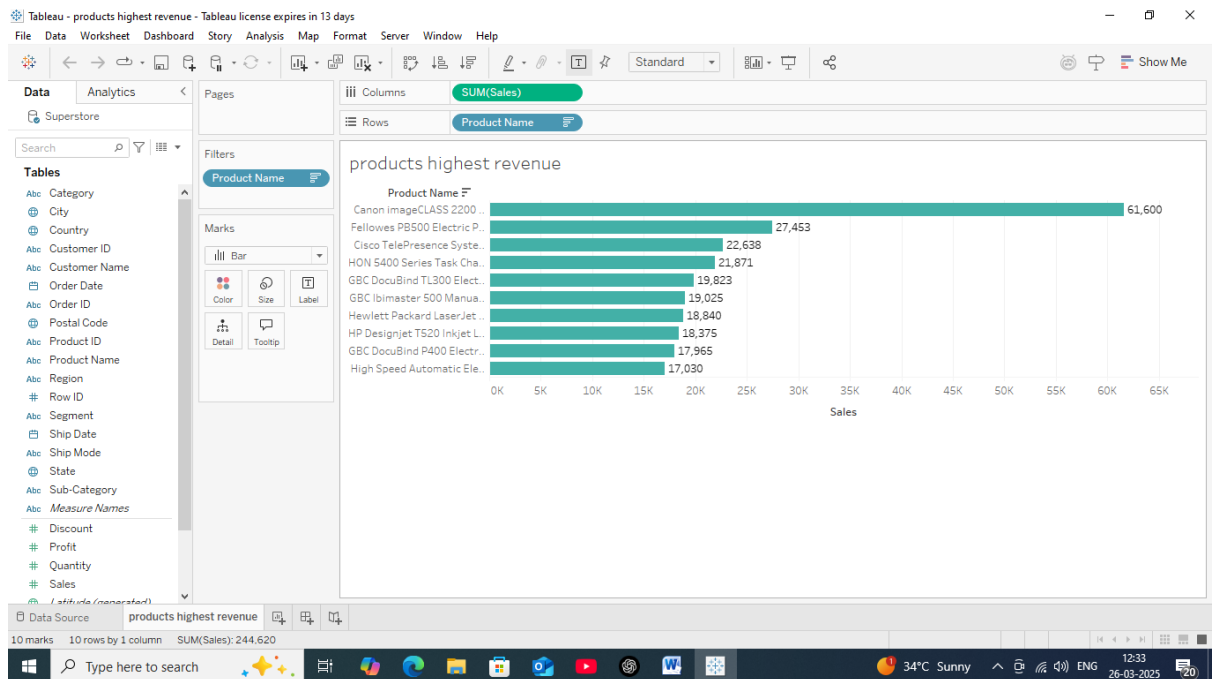 Tableau - products highest revenue - Tableau license expires in 13 days
File Data Worksheet Dashboard Story Analysis Map Format Server Window Help
Standard
Show Me
Data Analytics
Superstore
Search
Tables
Abc Category
City
Country
Abc Customer ID
Abc Customer Name
Order Date
Abc Order ID
Postal Code
Abc Product ID
Abc Product Name
Abc Region
# Row ID
Abc Segment
Ship Date
Abc Ship Mode
State
Abc Sub-Category
Abc Measure Names
# Discount
# Profit
# Quantity
# Sales
Latitude (generated)
Pages
Filters
Product Name
Marks
Bar
Color Size Label
Detail Tooltip
Columns SUM(Sales)
Rows Product Name
products highest revenue
Product Name
Canon imageCLASS 2200 .. 61,600
Fellowes PB500 Electric P.. 27,453
Cisco TelePresence Syste.. 22,638
HON 5400 Series Task Cha.. 21,871
GBC DocuBind TL300 Elect.. 19,823
GBC Ibimaster 500 Manua.. 19,025
Hewlett Packard LaserJet .. 18,840
HP Designjet T520 Inkjet L.. 18,375
GBC DocuBind P400 Electr.. 17,965
High Speed Automatic Ele.. 17,030
0K 5K 10K 15K 20K 25K 30K 35K 40K 45K 50K 55K 60K 65K
Sales
Data Source products highest revenue
10 marks 10 rows by 1 column SUM(Sales): 244,620
Type here to search
1
34°C Sunny
ENG
12:33
26-03-2025
20